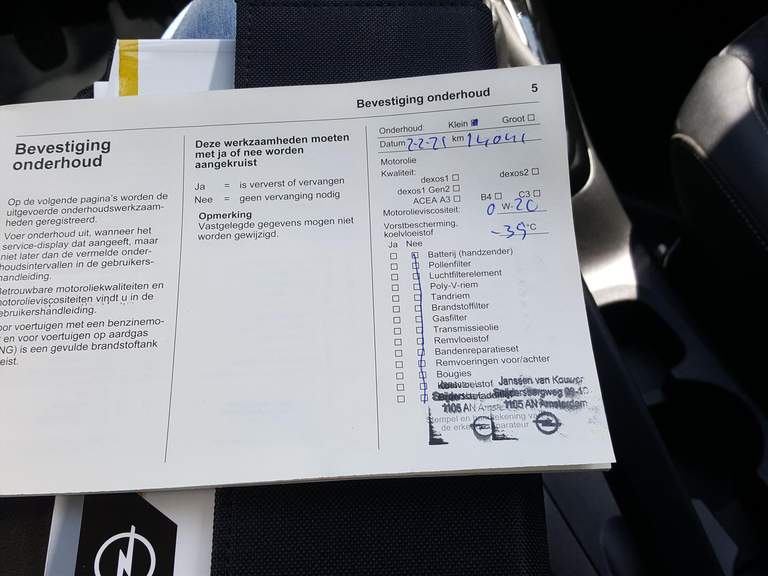 Bevestiging onderhoud 5
Bevestiging
onderhoud
Op de volgende pagina's worden de
uitgevoerde onderhoudswerkzaam-
heden geregistreerd.
Voer onderhoud uit, wanneer het
service-display dat aangeeft, maar
niet later dan de vermelde onder-
houdsintervallen in de gebruikers-
handleiding.
Betrouwbare motoroliekwaliteiten en
motorolieviscositeiten vindt u in de
gebruikershandleiding.
oor voertuigen met een benzinemo-
r en voor voertuigen op aardgas
NG) is een gevulde brandstoftank
eist.
Deze werkzaamheden moeten
met ja of nee worden
aangekruist
Ja = is ververst of vervangen
Nee = geen vervanging nodig
Opmerking
Vastgelegde gegevens mogen niet
worden gewijzigd.
Onderhoud: Klein Groot
Datum 2-2-21 km 14041
Motorolie
Kwaliteit:
dexos1 dexos2
dexos1 Gen2
ACEA A3 B4 C3
Motorolieviscositeit: 0 W- 20
Vorstbescherming,
koelvloeistof -35 °C
Ja Nee
Batterij (handzender)
Pollenfilter
Luchtfilterelement
Poly-V-riem
Tandriem
Brandstoffilter
Gasfilter
Transmissieolie
Remvloeistof
Bandenreparatieset
Remvoeringen voor/achter
Bougies
Koelvloeistof Janssen van Kouwen
1105 AN 1105 AN Amsterdam